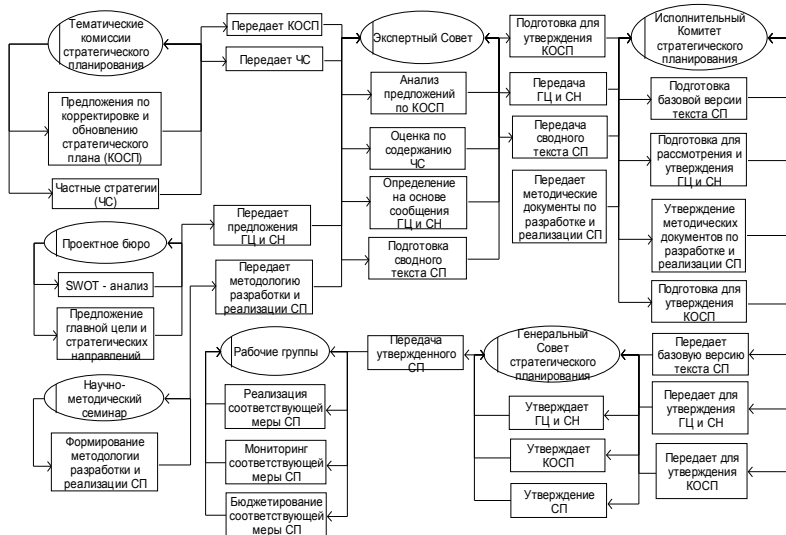 Тематические
комиссии
стратегического
планирования
Предложения по
корректировке и
обновлению
стратегического
плана (КОСП)
Частные стратегии
(ЧС)
Передает КОСП
Передает ЧС
Экспертный Совет
Анализ
предложений
по КОСП
Оценка по
содержанию
ЧС
Определение
на основе
сообщения
ГЦ и СН
Подготовка
сводного
текста СП
Подготовка для
утверждения
КОСП
Передача
ГЦ и СН
Передача
сводного
текста СП
Передает
методические
документы по
разработке и
реализации СП
Исполнительный
Комитет
стратегического
планирования
Подготовка
базовой версии
текста СП
Подготовка для
рассмотрения и
утверждения
ГЦ и СН
Утверждение
методических
документов по
разработке и
реализации СП
Подготовка для
утверждения
КОСП
Проектное бюро
SWOT - анализ
Предложение
главной цели и
стратегических
направлений
Передает
предложения
ГЦ и СН
Передает
методологию
разработки и
реализации СП
Научно-
методический
семинар
Формирование
методологии
разработки и
реализации СП
Рабочие группы
Реализация
соответствующей
меры СП
Мониторинг
соответствующей
меры СП
Бюджетирование
соответствующей
меры СП
Передача
утвержденного
СП
Генеральный
Совет
стратегического
планирования
Утверждает
ГЦ и СН
Утверждает
КОСП
Утверждение
СП
Передает
базовую версию
текста СП
Передает для
утверждения
ГЦ и СН
Передает для
утверждения
КОСП